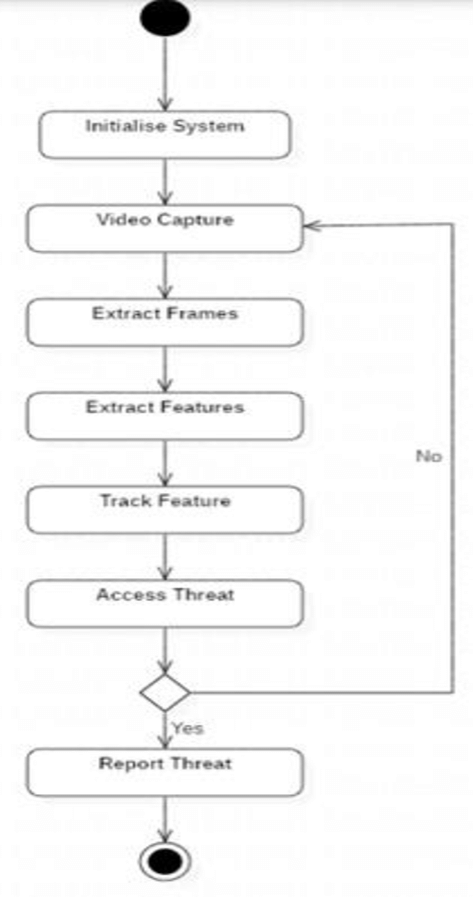 Initialise System
Video Capture
Extract Frames
Extract Features
No
Track Feature
Access Threat
Yes
Report Threat